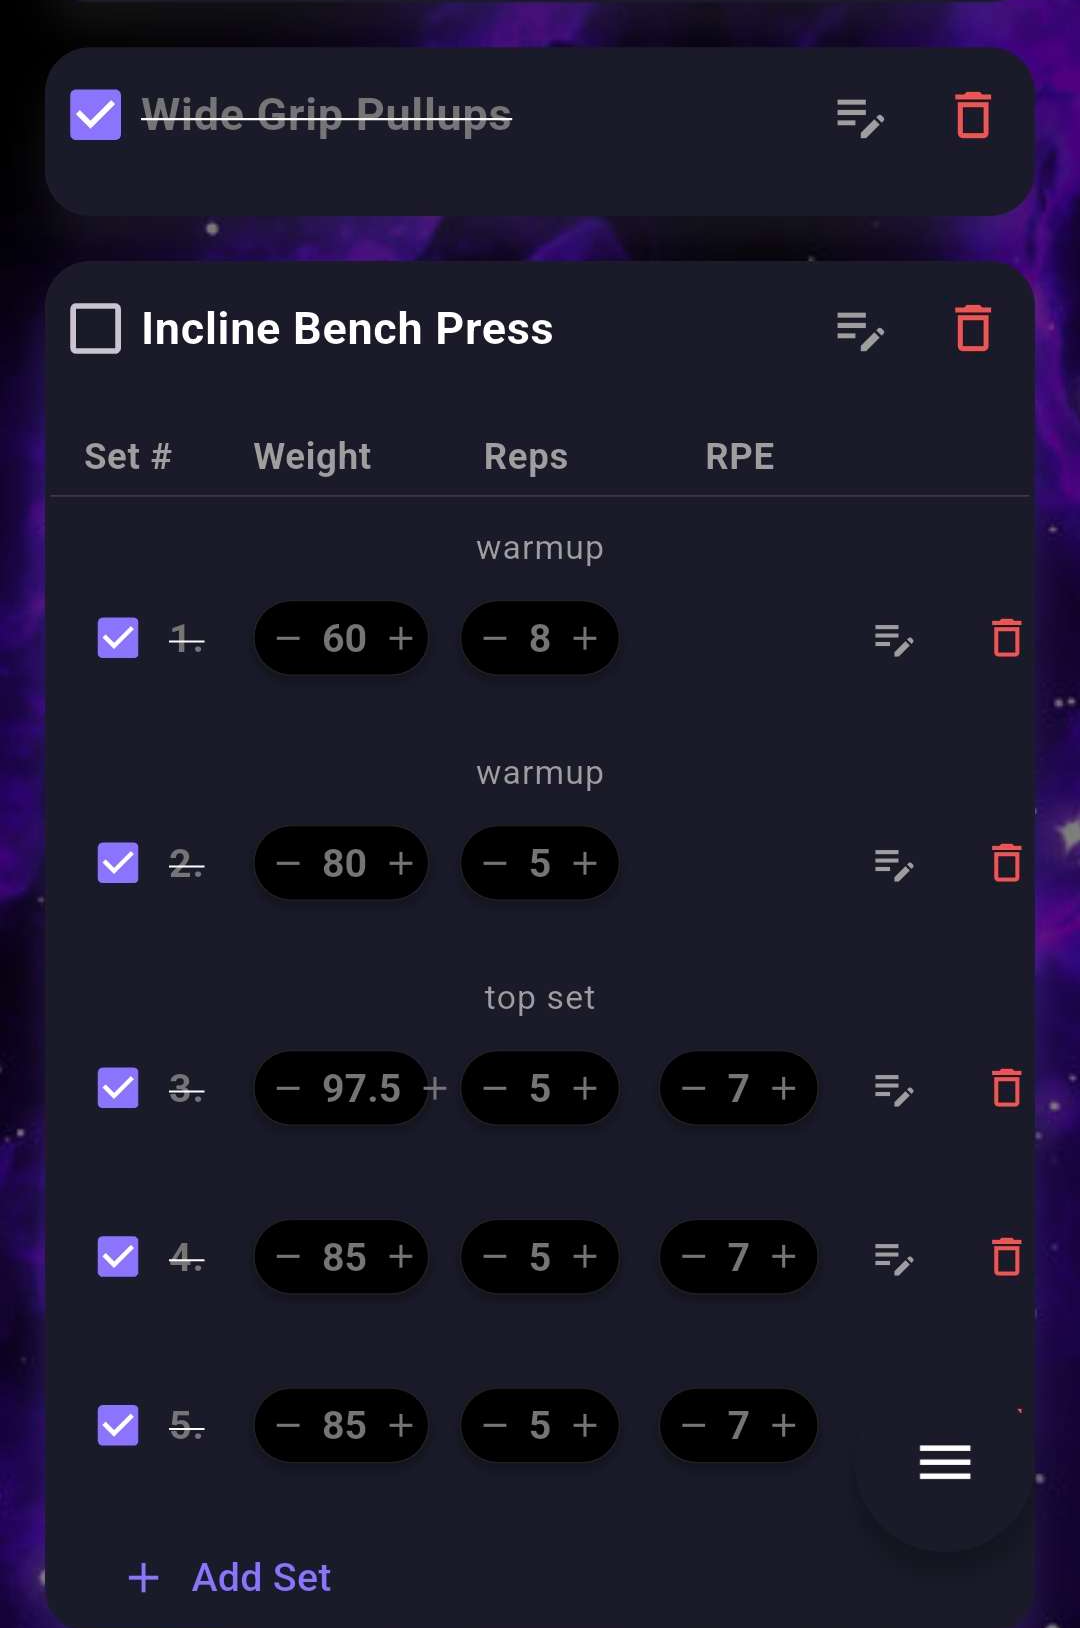 Wide Grip Pullups
Incline Bench Press
Set # Weight Reps RPE
warmup
1. − 60 + − 8 +
warmup
2. − 80 + − 5 +
top set
3. − 97.5 + − 5 + − 7 +
4. − 85 + − 5 + − 7 +
5. − 85 + − 5 + − 7 +
+ Add Set